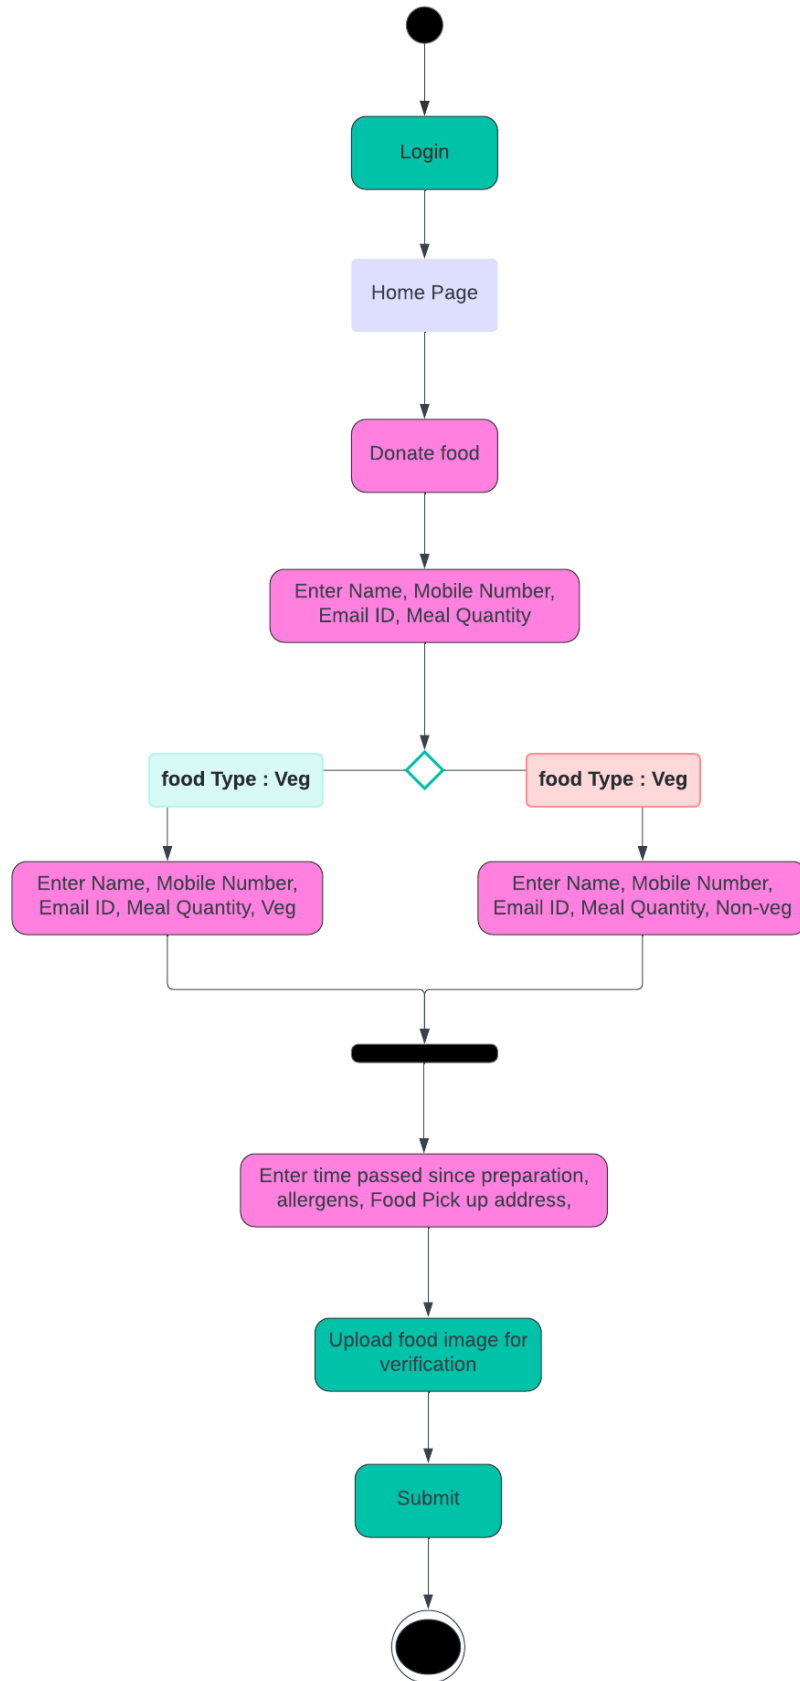 Login
Home Page
Donate food
Enter Name, Mobile Number,
Email ID, Meal Quantity
food Type : Veg
food Type : Veg
Enter Name, Mobile Number,
Email ID, Meal Quantity, Veg
Enter Name, Mobile Number,
Email ID, Meal Quantity, Non-veg
Enter time passed since preparation,
allergens, Food Pick up address,
Upload food image for
verification
Submit